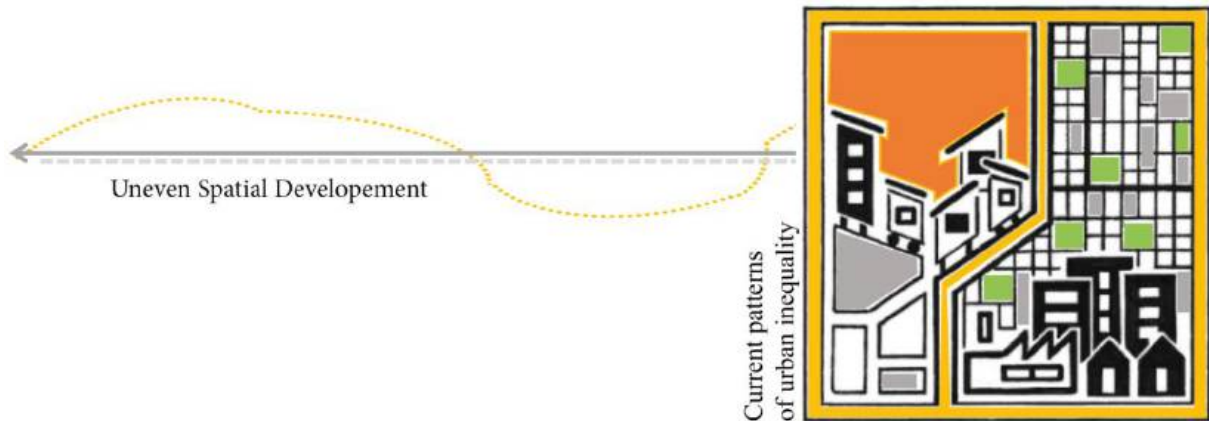 Uneven Spatial Developement
Current patterns
of urban inequality